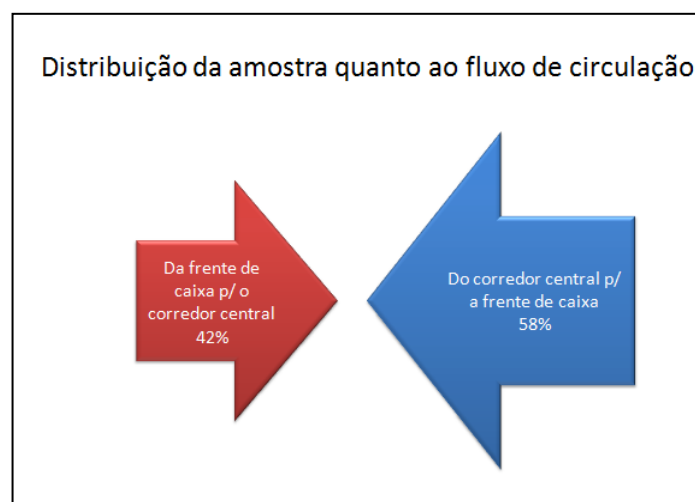 Distribuição da amostra quanto ao fluxo de circulação
Da frente de
caixa p/ o
corredor central
42%
Do corredor central p/
a frente de caixa
58%